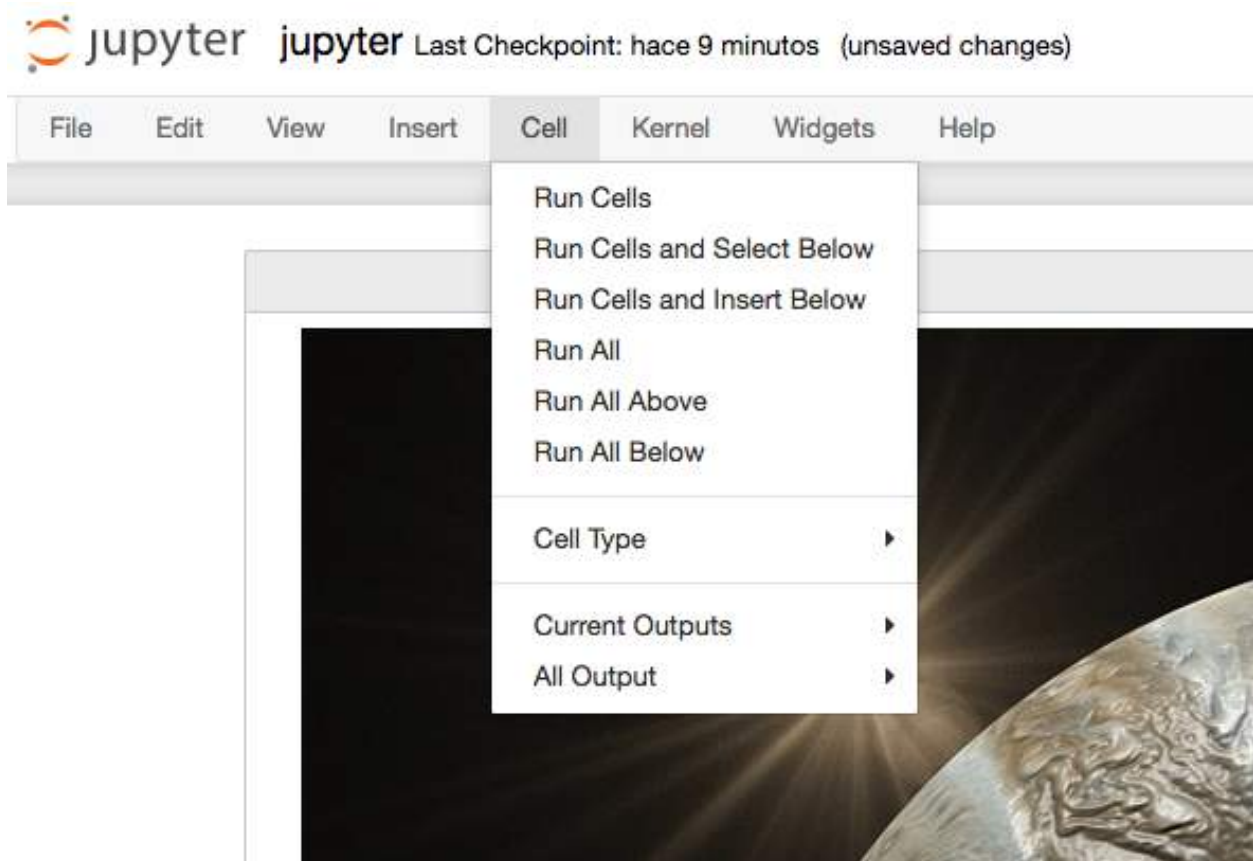 jupyter jupyter Last Checkpoint: hace 9 minutos (unsaved changes)
File Edit View Insert Cell Kernel Widgets Help
Run Cells
Run Cells and Select Below
Run Cells and Insert Below
Run All
Run All Above
Run All Below
Cell Type
Current Outputs
All Output